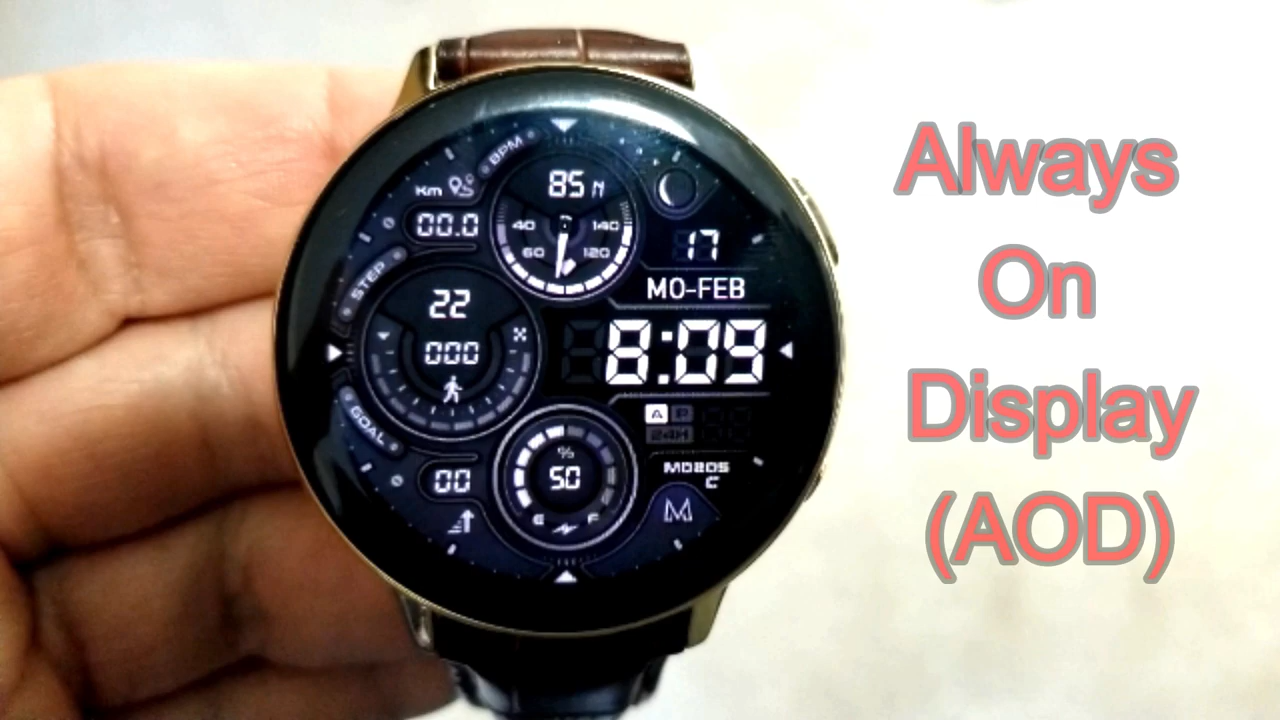 BPM
Km
85 N
00.0
40 140
60 120
17
STEP
MO-FEB
22
8:09
000
A P
24H
GOAL
%
50
MD205
C
00
E F
M
Always
On
Display
(AOD)